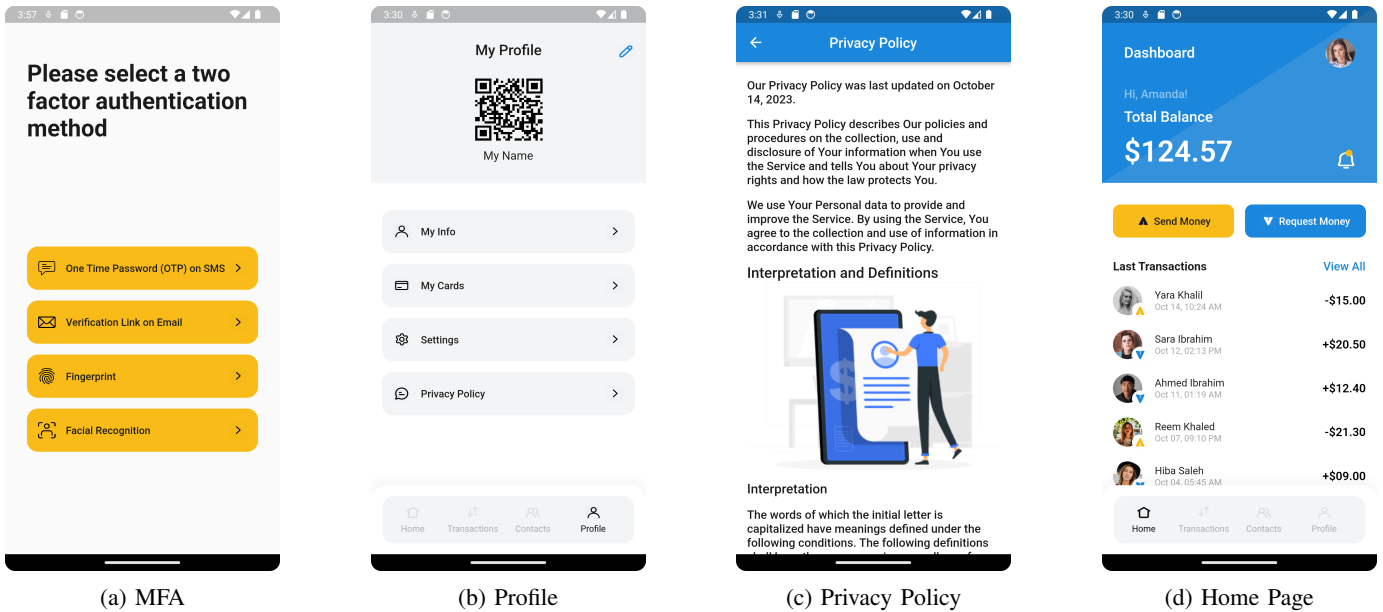 3:57
Please select a two
factor authentication
method
One Time Password (OTP) on SMS
Verification Link on Email
Fingerprint
Facial Recognition
(a) MFA
3:30
My Profile
My Name
My Info
My Cards
Settings
Privacy Policy
Home Transactions Contacts Profile
(b) Profile
3:31
Privacy Policy
Our Privacy Policy was last updated on October
14, 2023.
This Privacy Policy describes Our policies and
procedures on the collection, use and
disclosure of Your information when You use
the Service and tells You about Your privacy
rights and how the law protects You.
We use Your Personal data to provide and
improve the Service. By using the Service, You
agree to the collection and use of information in
accordance with this Privacy Policy.
Interpretation and Definitions
$
Interpretation
The words of which the initial letter is
capitalized have meanings defined under the
following conditions. The following definitions
(c) Privacy Policy
3:30
Dashboard
Hi, Amanda!
Total Balance
$124.57
Send Money Request Money
Last Transactions View All
Yara Khalil
Oct 14, 10:24 AM -$15.00
Sara Ibrahim
Oct 12, 02:13 PM +$20.50
Ahmed Ibrahim
Oct 11, 01:19 AM +$12.40
Reem Khaled
Oct 07, 09:10 PM -$21.30
Hiba Saleh
Oct 04, 05:45 AM +$09.00
Home Transactions Contacts Profile
(d) Home Page